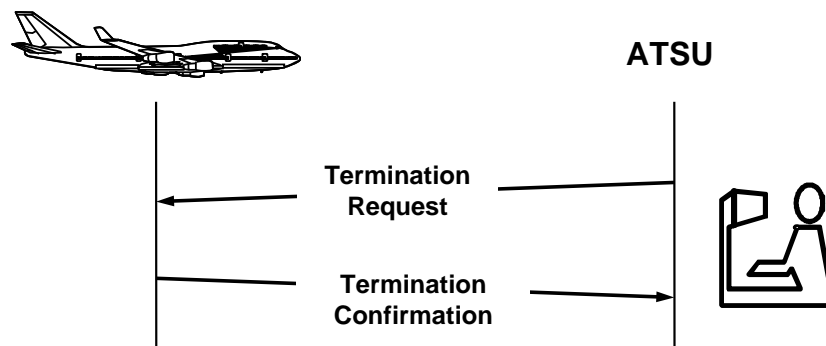 ATSU
Termination
Request
Termination
Confirmation